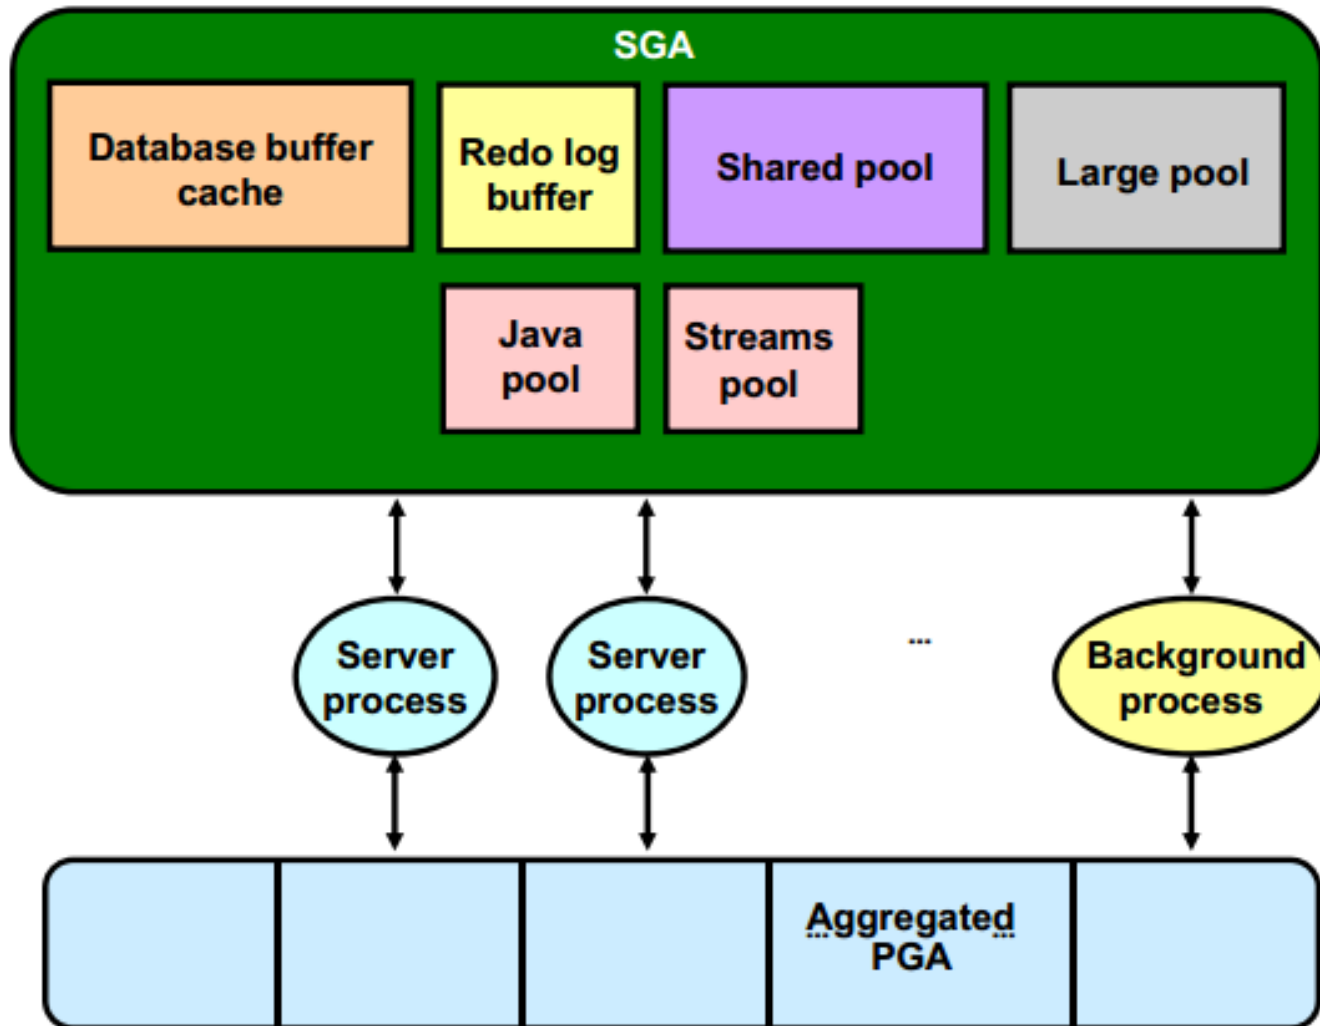 SGA
Database buffer
cache
Redo log
buffer
Shared pool
Large pool
Java
pool
Streams
pool
Server
process
Server
process
...
Background
process
Aggregated
... ...
PGA